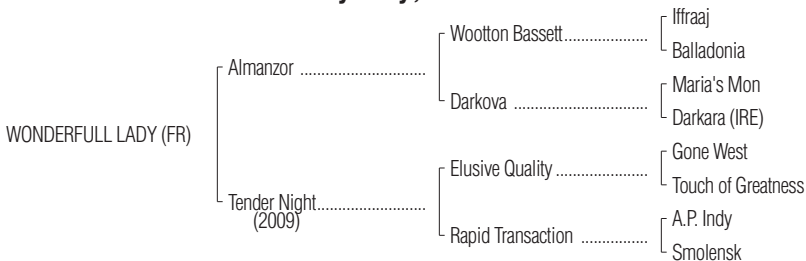 Iffraaj
Wootton Bassett..................
Balladonia
Almanzor ...........................
Maria's Mon
Darkova .............................
Darkara (IRE)
WONDERFULL LADY (FR)
Gone West
Elusive Quality ....................
Touch of Greatness
Tender Night.......................
(2009)
A.P. Indy
Rapid Transaction ...............
Smolensk